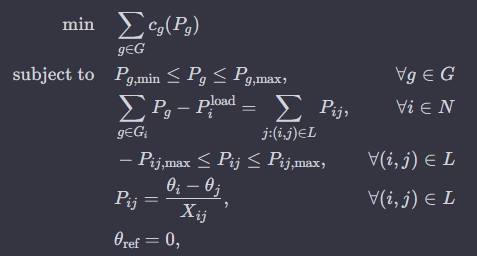 min ∑_{g∈G} c_g(P_g)
subject to P_{g,min} ≤ P_g ≤ P_{g,max}, ∀g ∈ G
∑_{g∈G_i} P_g − P_i^{load} = ∑_{j:(i,j)∈L} P_{ij}, ∀i ∈ N
− P_{ij,max} ≤ P_{ij} ≤ P_{ij,max}, ∀(i, j) ∈ L
P_{ij} = \frac{θ_i − θ_j}{X_{ij}}, ∀(i, j) ∈ L
θ_{ref} = 0,